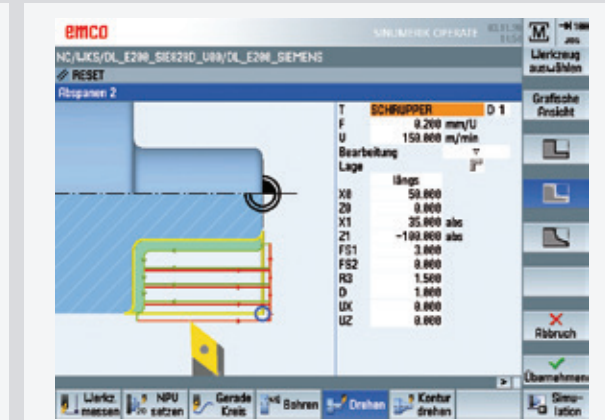 emco
SINUMERIK OPERATE
NC/WKS/DL_E200_SIE828D_U80/DL_E200_SIEMENS
RESET
Abspanen 2
T SCHRUPPER D 1
F 0.200 mm/U
U 150.000 m/min
Bearbeitung
Lage
längs
X0 50.000
Z0 0.000
X1 35.000 abs
Z1 -100.000 abs
FS1 3.000
FS2 0.000
R3 1.500
D 1.000
UX 0.000
UZ 0.000
M
Werkzeug
auswählen
Grafische
Ansicht
Abbruch
Übernehmen
Werkz.
messen
NPU
setzen
Gerade
Kreis
Bohren
Drehen
Kontur
drehen
Simu-
lation